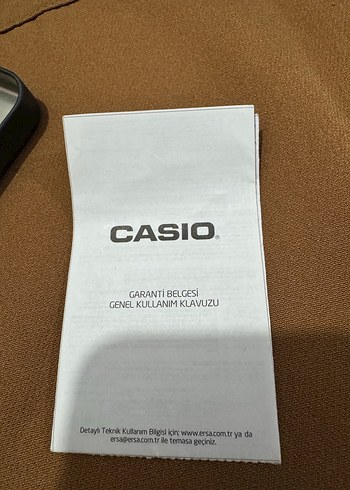 CASIO®
GARANTİ BELGESİ
GENEL KULLANIM KLAVUZU
Detaylı Teknik Kullanım Bilgisi için; www.ersa.com.tr ya da
ersa@ersa.com.tr ile temasa geçiniz.